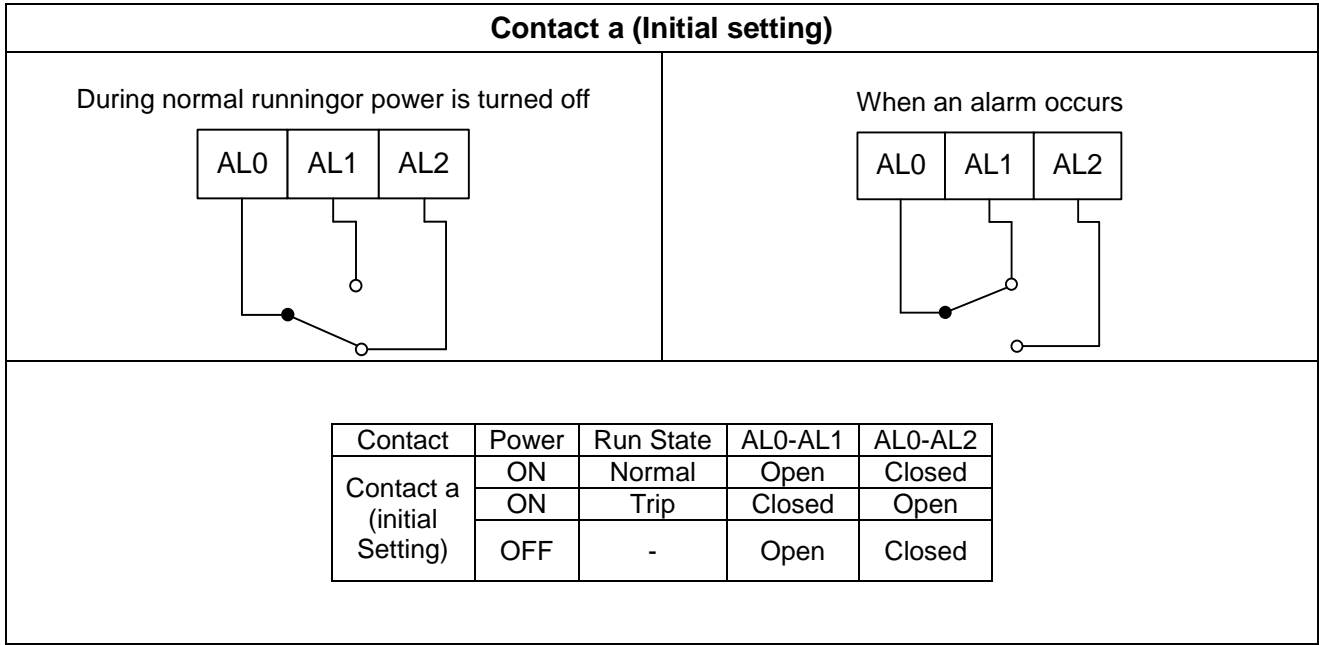 Contact a (Initial setting)
During normal runningor power is turned off
AL0 AL1 AL2
When an alarm occurs
AL0 AL1 AL2
Contact Power Run State AL0-AL1 AL0-AL2
Contact a
(initial
Setting)
ON Normal Open Closed
ON Trip Closed Open
OFF - Open Closed